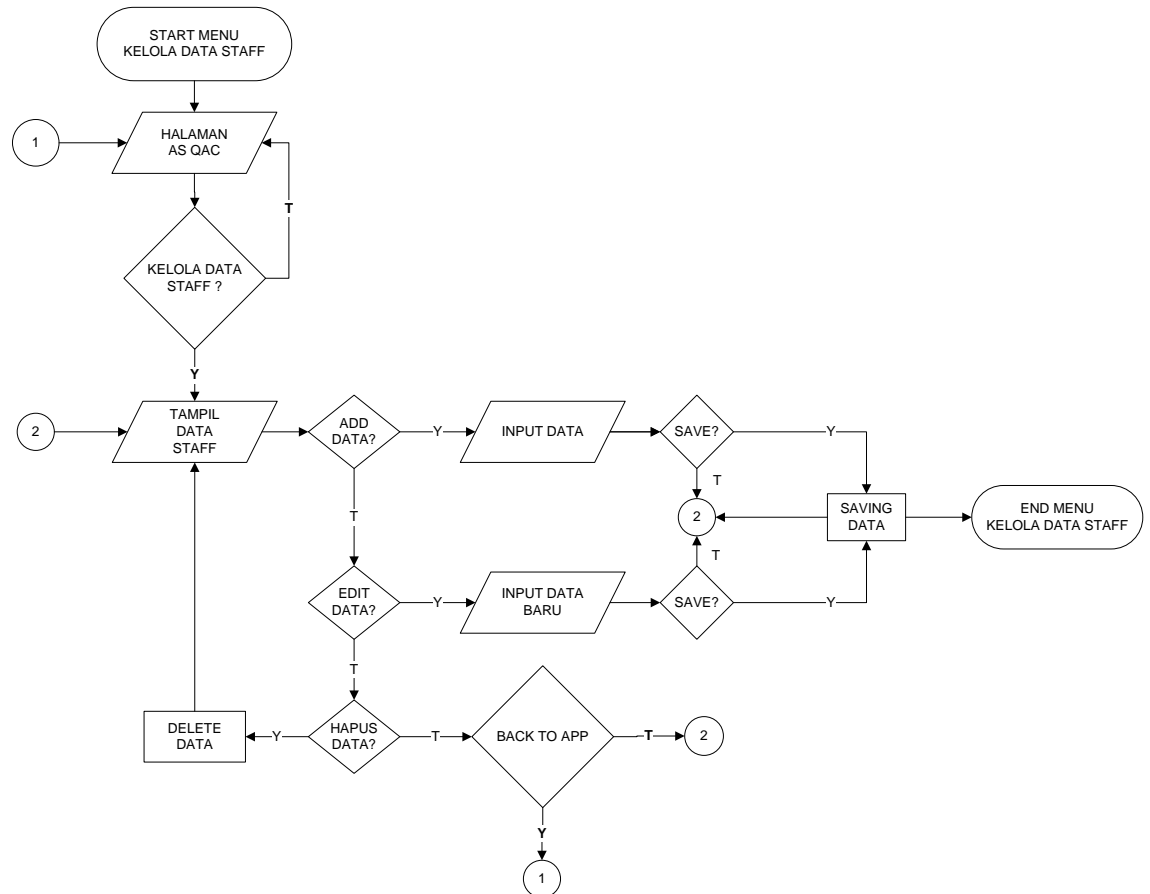 START MENU
KELOLA DATA STAFF
1
HALAMAN
AS QAC
T
KELOLA DATA
STAFF ?
Y
2
TAMPIL
DATA
STAFF
ADD
DATA?
Y
INPUT DATA
SAVE?
Y
T
T
2
SAVING
DATA
END MENU
KELOLA DATA STAFF
T
EDIT
DATA?
Y
INPUT DATA
BARU
SAVE?
Y
T
DELETE
DATA
Y
HAPUS
DATA?
T
BACK TO APP
T
2
Y
1